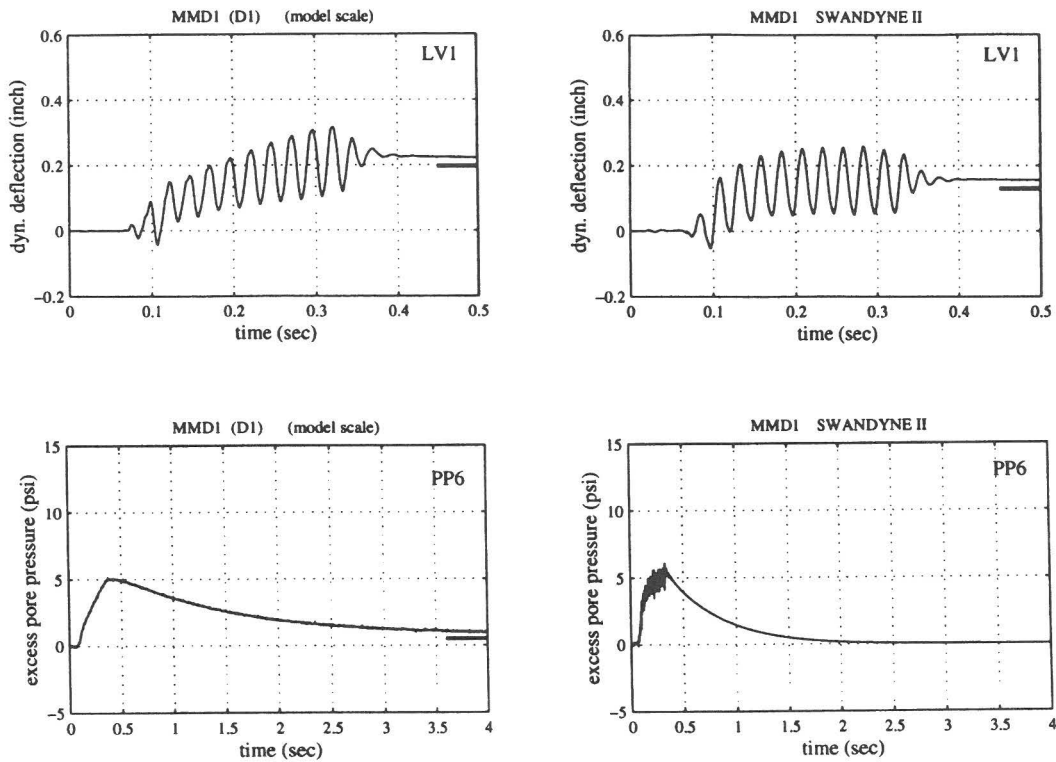 MMD1 (D1) (model scale)
0.6
0.4
0.2
0
−0.2
dyn. deflection (inch)
LV1
0 0.1 0.2 0.3 0.4 0.5
time (sec)
MMD1 SWANDYNE II
0.6
0.4
0.2
0
−0.2
dyn. deflection (inch)
LV1
0 0.1 0.2 0.3 0.4 0.5
time (sec)
MMD1 (D1) (model scale)
15
10
5
0
−5
excess pore pressure (psi)
PP6
0 0.5 1 1.5 2 2.5 3 3.5 4
time (sec)
MMD1 SWANDYNE II
15
10
5
0
−5
excess pore pressure (psi)
PP6
0 0.5 1 1.5 2 2.5 3 3.5 4
time (sec)